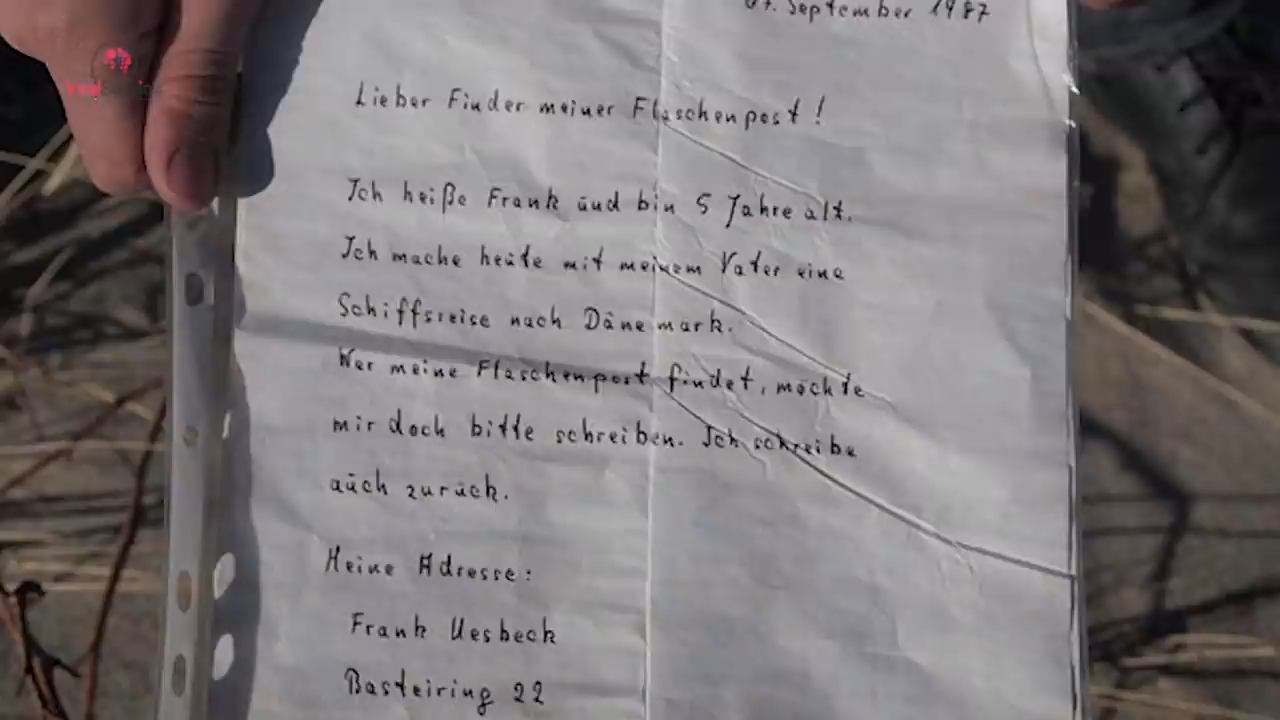 September 1987
Lieber Finder meiner Flaschenpost!
Ich heiße Frank und bin 5 Jahre alt.
Ich mache heute mit meinem Vater eine
Schiffsreise nach Dänemark.
Wer meine Flaschenpost findet, möchte
mir doch bitte schreiben. Ich schreibe
auch zurück.
Meine Adresse:
Frank Uesbeck
Basteiring 22